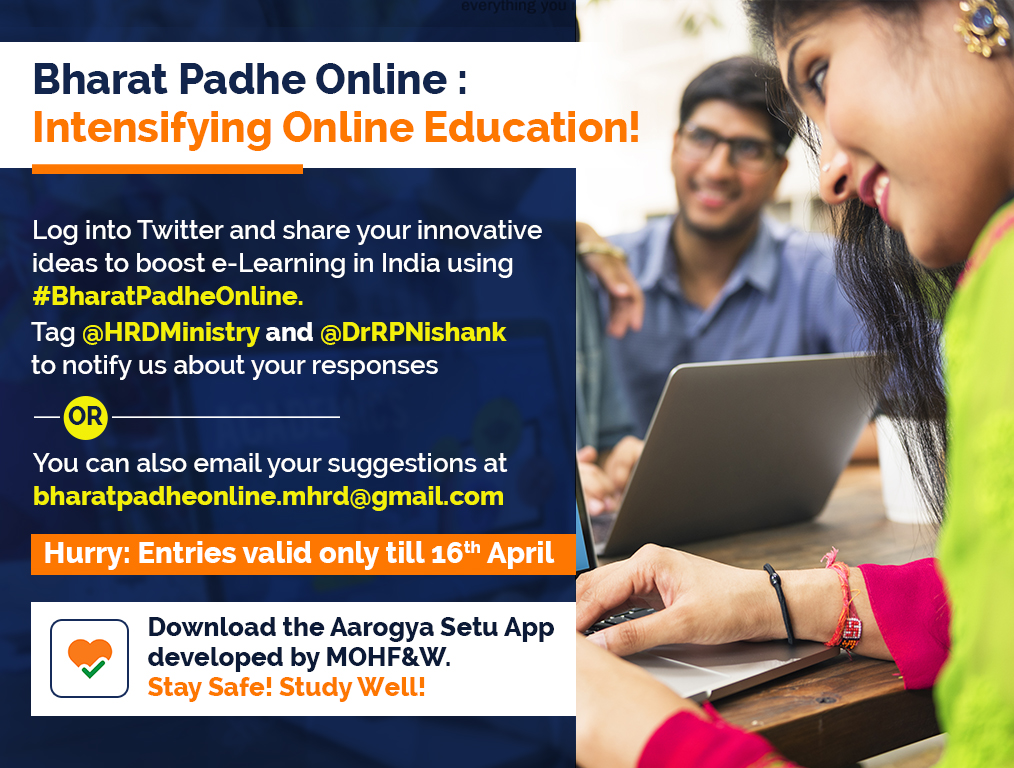 everything you
Bharat Padhe Online :
Intensifying Online Education!
Log into Twitter and share your innovative
ideas to boost e-Learning in India using
#BharatPadheOnline.
Tag @HRDMinistry and @DrRPNishank
to notify us about your responses
ACADEMICS
OR
You can also email your suggestions at
bharatpadheonline.mhrd@gmail.com
Hurry: Entries valid only till 16th April
Download the Aarogya Setu App
developed by MOHF&W.
Stay Safe! Study Well!